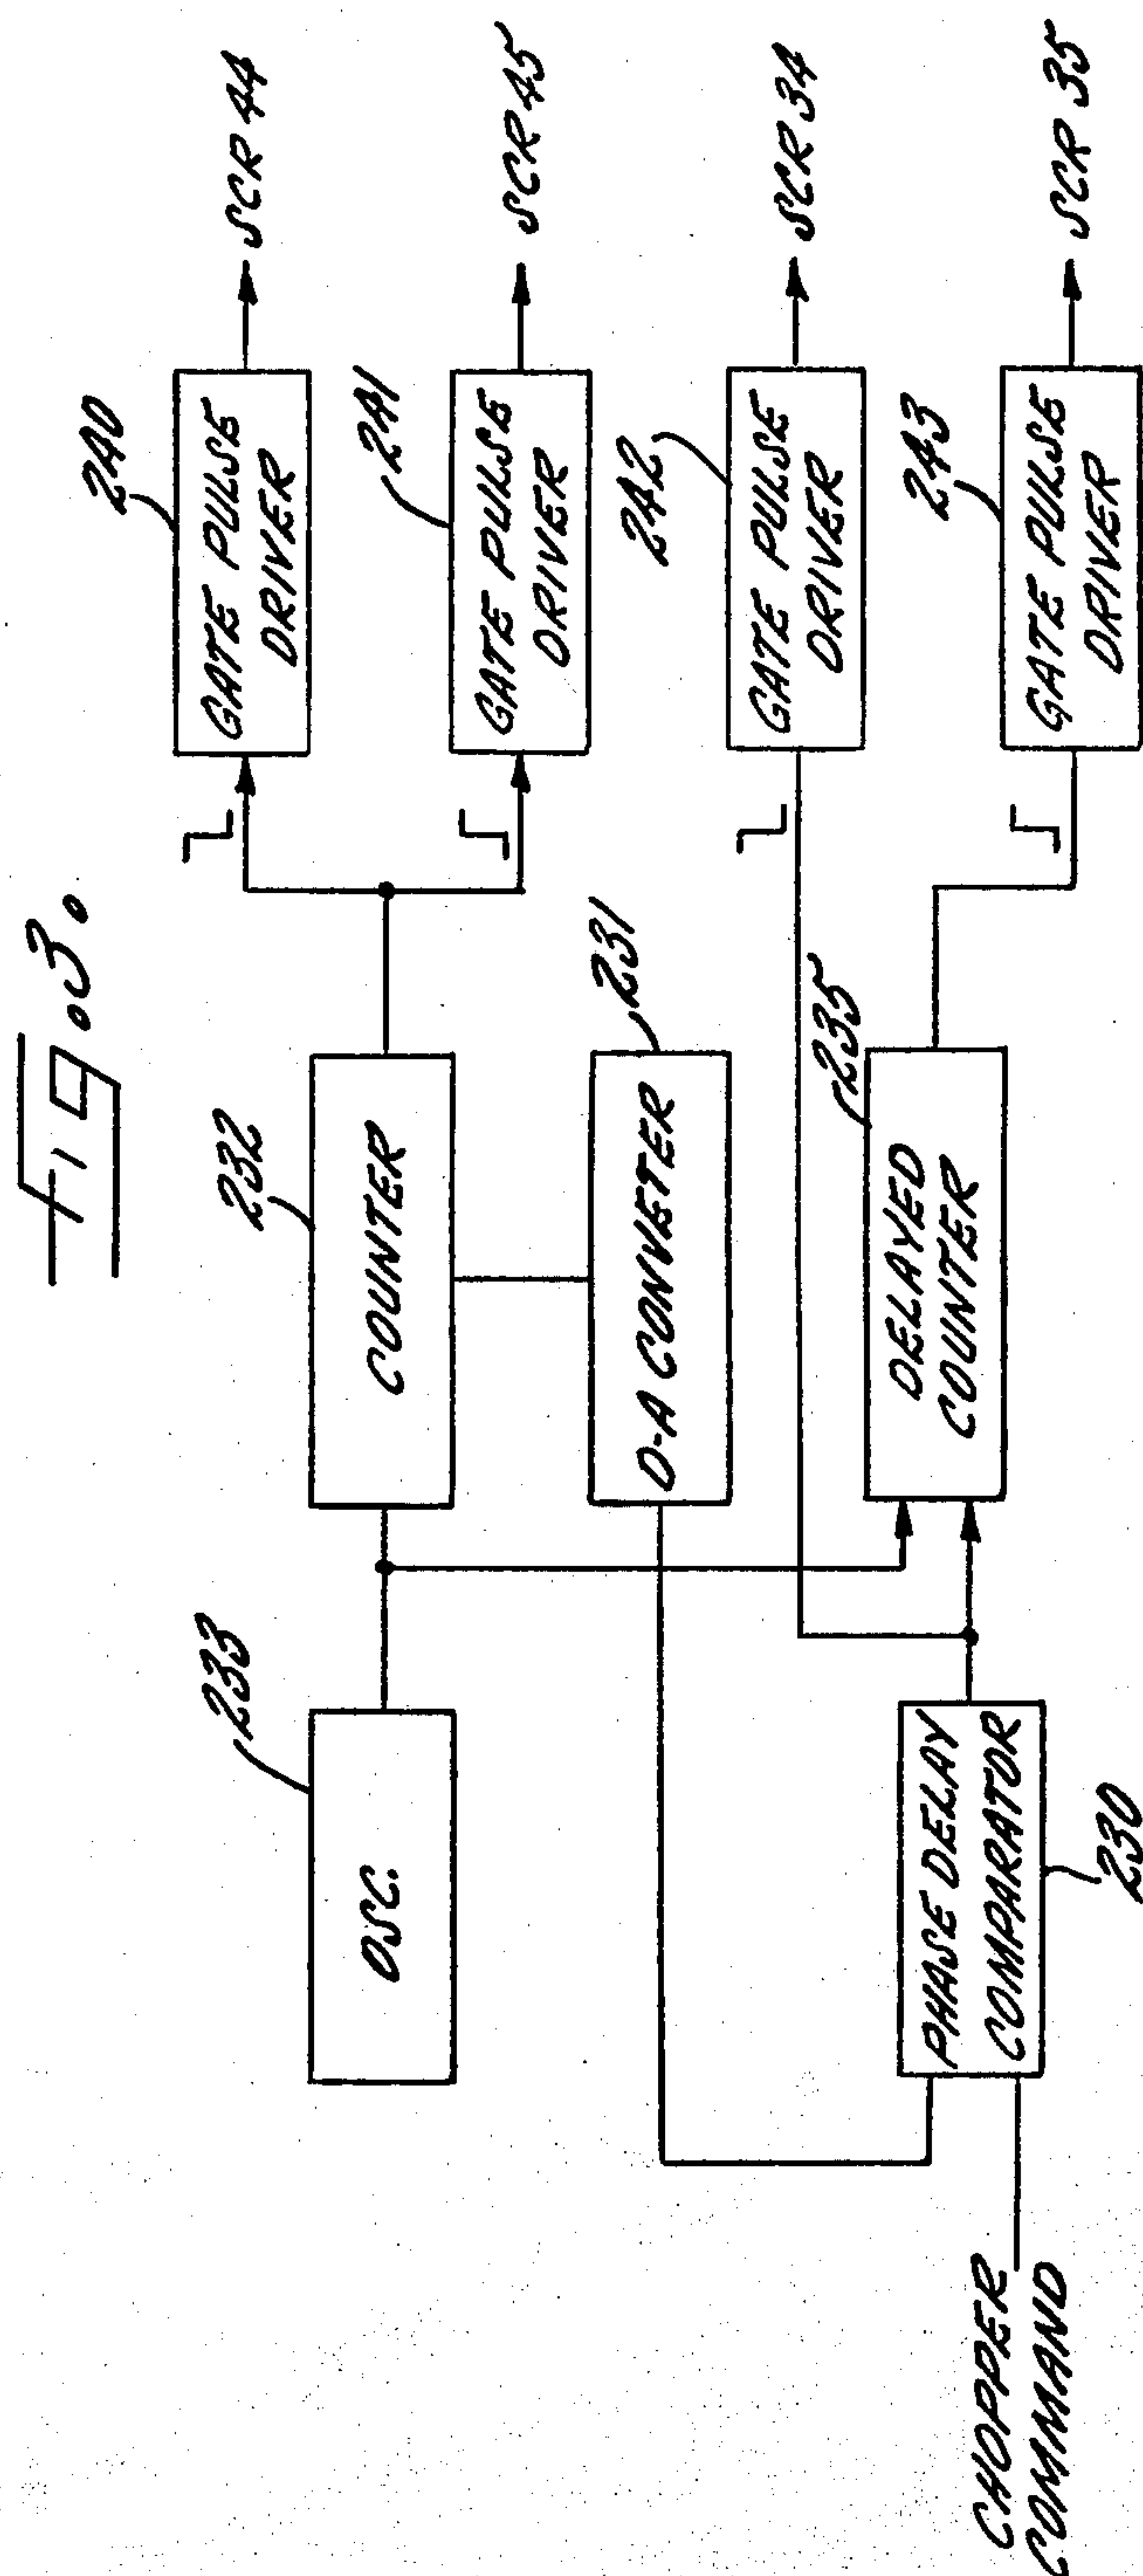 Fig. 3.
240
GATE PULSE
DRIVER
SCR 44
233
OSC.
232
COUNTER
241
GATE PULSE
DRIVER
SCR 45
231
D-A CONVETER
242
GATE PULSE
DRIVER
SCR 34
CHOPPER
COMMAND
PHASE DELAY
COMPARATOR
230
235
DELAYED
COUNTER
243
GATE PULSE
DRIVER
SCR 35